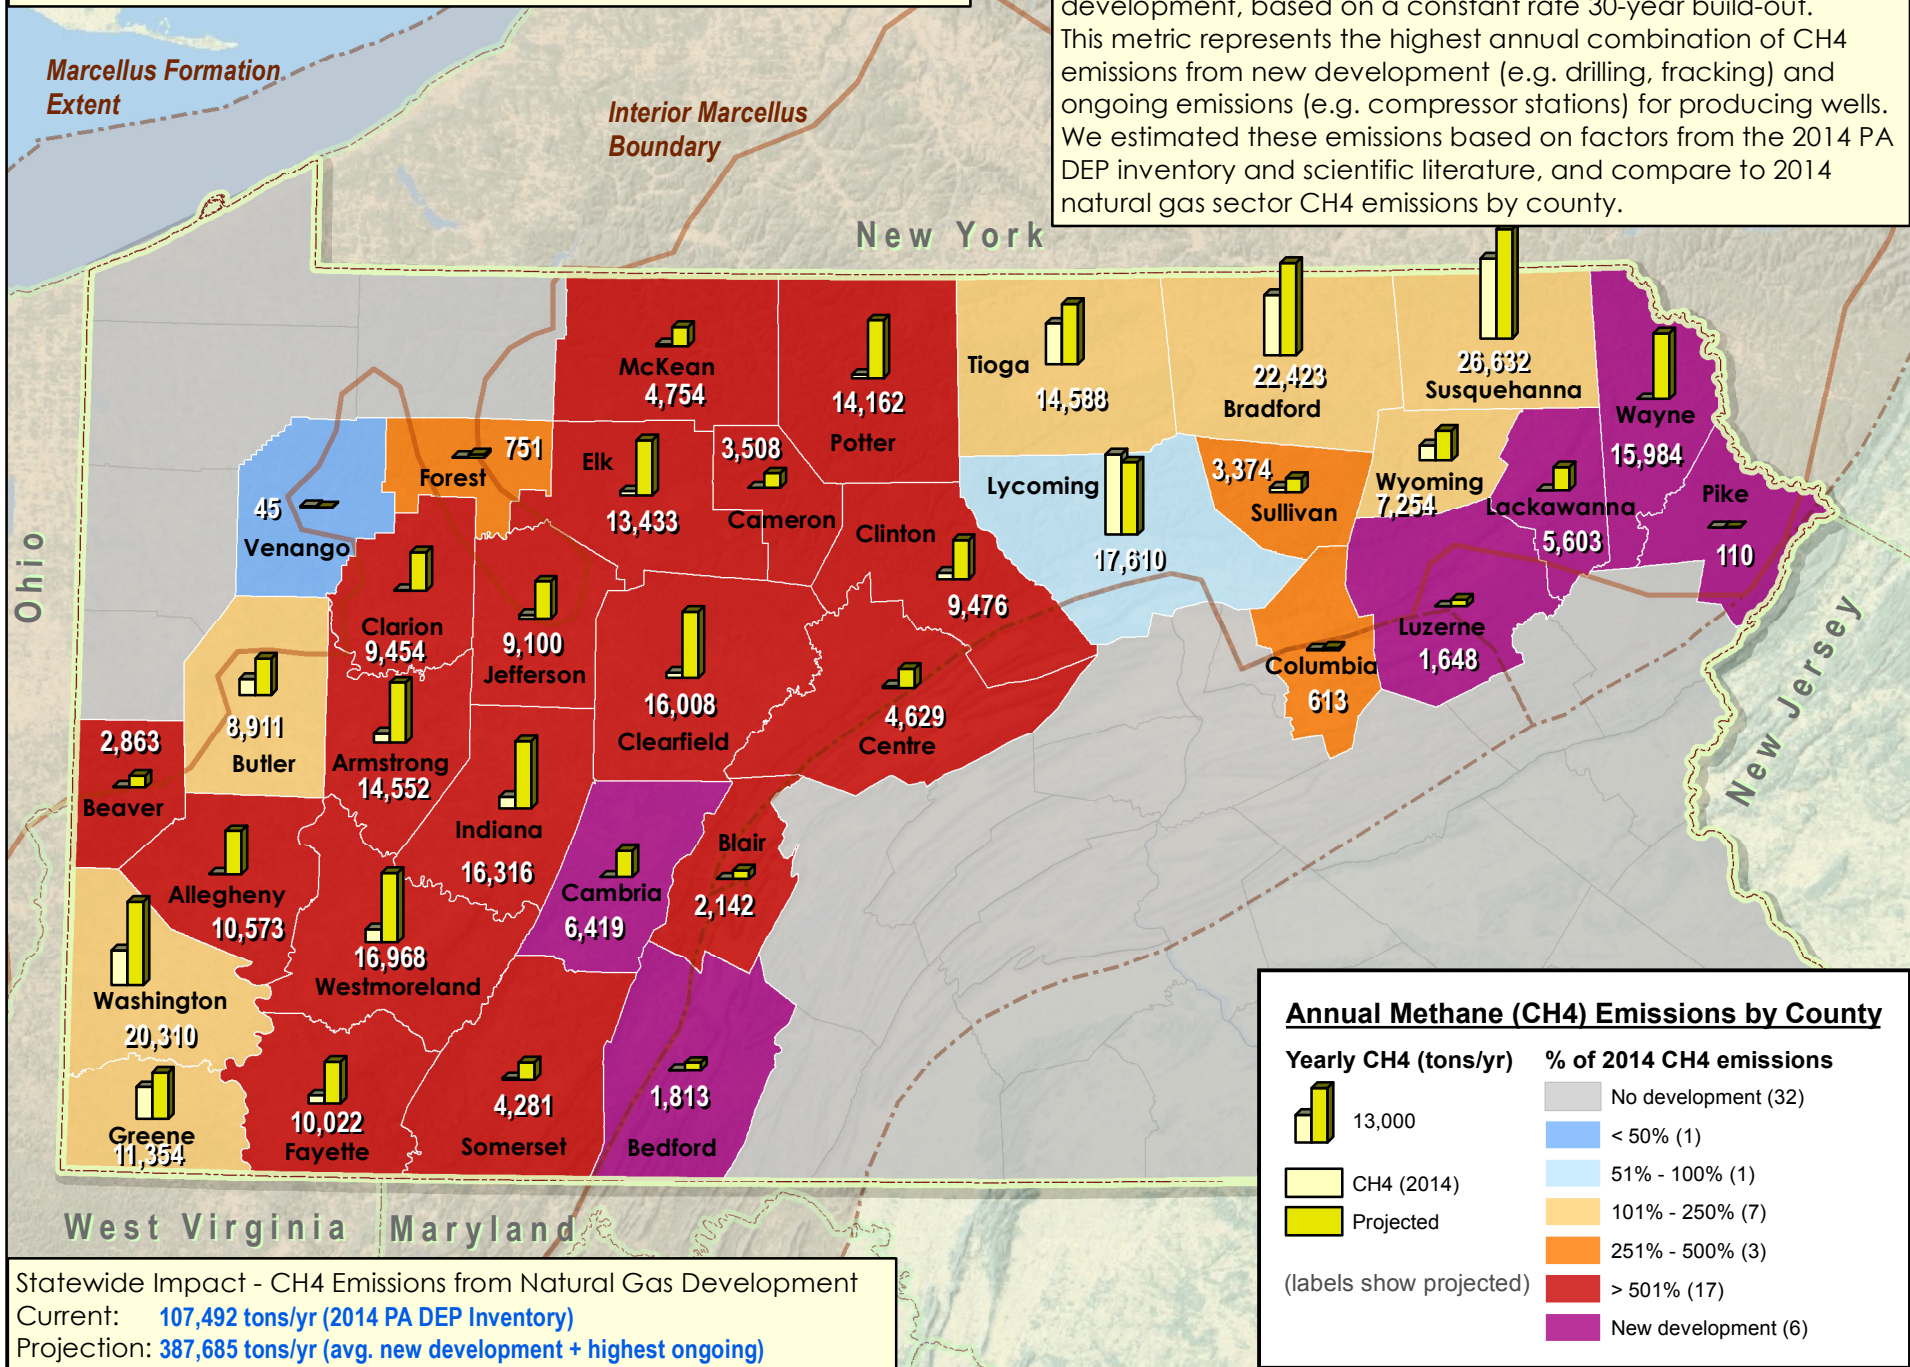 development, based on a constant rate 30-year build-out.
This metric represents the highest annual combination of CH4
emissions from new development (e.g. drilling, fracking) and
ongoing emissions (e.g. compressor stations) for producing wells.
We estimated these emissions based on factors from the 2014 PA
DEP inventory and scientific literature, and compare to 2014
natural gas sector CH4 emissions by county.
Marcellus Formation
Extent
Interior Marcellus
Boundary
New York
Ohio
New Jersey
West Virginia
Maryland
McKean
4,754
14,162
Potter
Tioga
14,588
22,423
Bradford
26,632
Susquehanna
Wayne
15,984
Pike
110
45
Venango
751
Forest
Elk
13,433
3,508
Cameron
Clinton
9,476
Lycoming
17,610
3,374
Sullivan
Wyoming
7,254
Lackawanna
5,603
Luzerne
1,648
Columbia
613
Clarion
9,454
9,100
Jefferson
16,008
Clearfield
4,629
Centre
8,911
Butler
2,863
Beaver
Armstrong
14,552
Indiana
16,316
Allegheny
10,573
16,968
Westmoreland
Cambria
6,419
Blair
2,142
Washington
20,310
Greene
11,354
10,022
Fayette
4,281
Somerset
1,813
Bedford
Annual Methane (CH4) Emissions by County
Yearly CH4 (tons/yr)
13,000
CH4 (2014)
Projected
(labels show projected)
% of 2014 CH4 emissions
No development (32)
< 50% (1)
51% - 100% (1)
101% - 250% (7)
251% - 500% (3)
> 501% (17)
New development (6)
Statewide Impact - CH4 Emissions from Natural Gas Development
Current: 107,492 tons/yr (2014 PA DEP Inventory)
Projection: 387,685 tons/yr (avg. new development + highest ongoing)